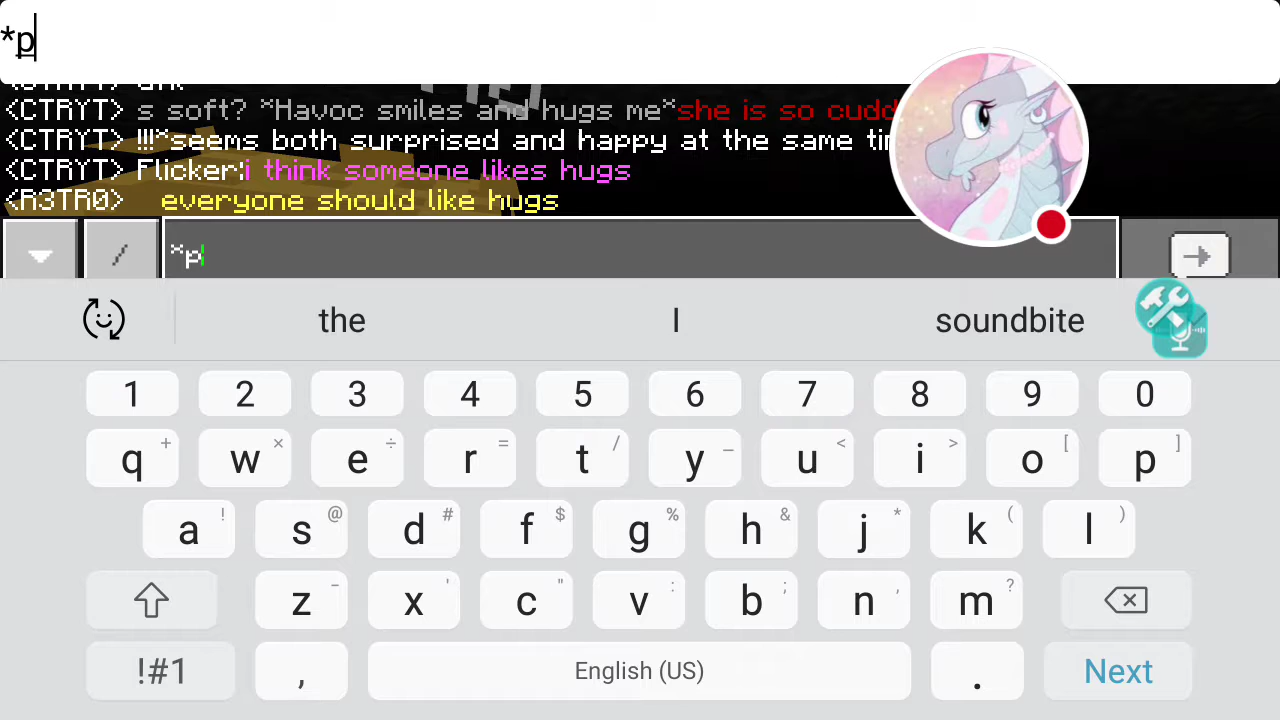 *p
<CTRYT> s soft? *Havoc smiles and hugs me*she is so cudd
<CTRYT> !!!*seems both surprised and happy at the same tim
<CTRYT> Flicker:i think someone likes hugs
<R3TR0> everyone should like hugs
/ *p
the I soundbite
1 2 3 4 5 6 7 8 9 0
q + w × e ÷ r = t / y _ u < i > o [ p ]
a ! s @ d # f $ g % h & j * k ( l )
z - x ' c " v : b ; n , m ?
!#1 , English (US) . Next